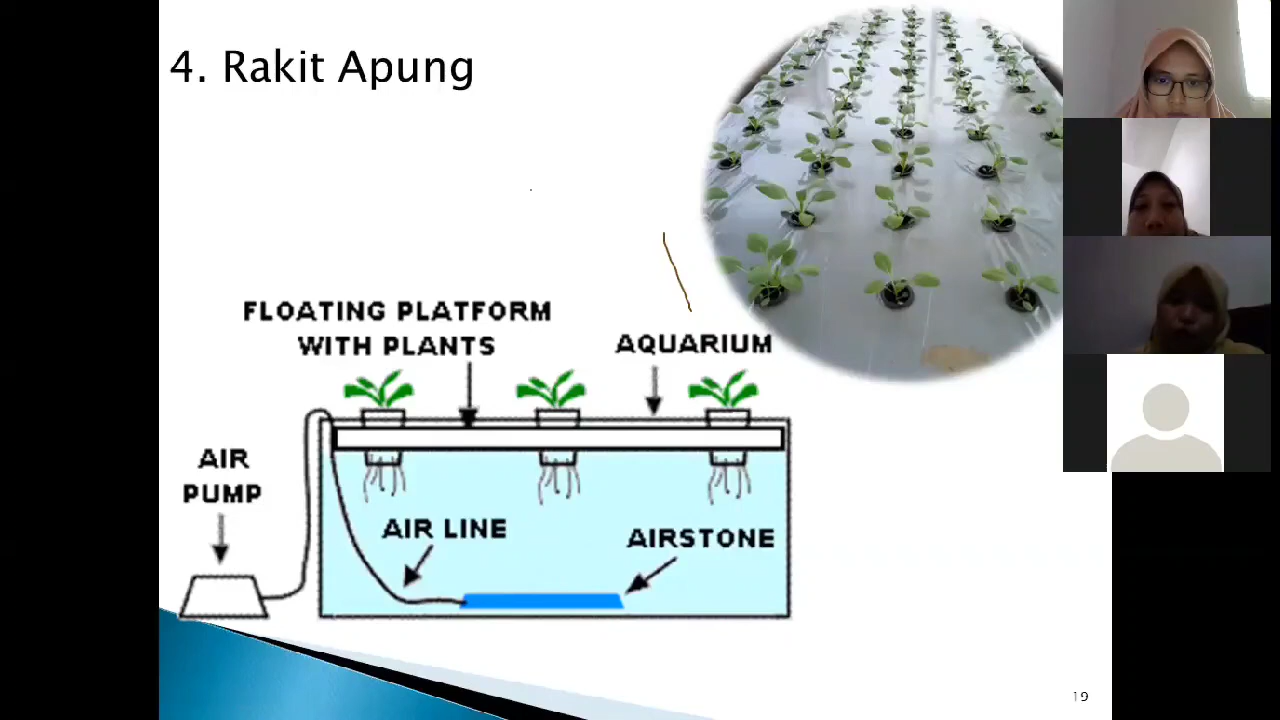 4. Rakit Apung
FLOATING PLATFORM
WITH PLANTS
AQUARIUM
AIR
PUMP
AIR LINE
AIRSTONE
19